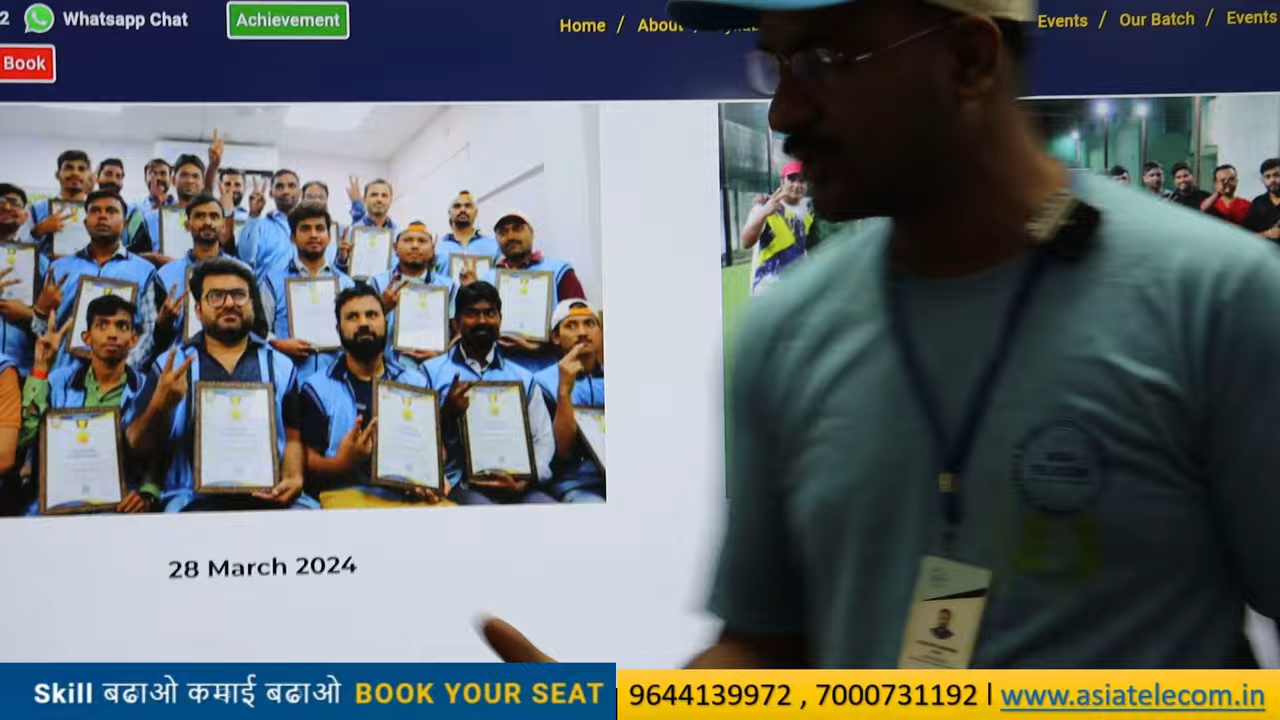 2 Whatsapp Chat Achievement Home / About / Events / Our Batch / Events
Book
TELECOM
28 March 2024
Skill बढाओ कमाई बढाओ BOOK YOUR SEAT 9644139972 , 7000731192 l www.asiatelecom.in